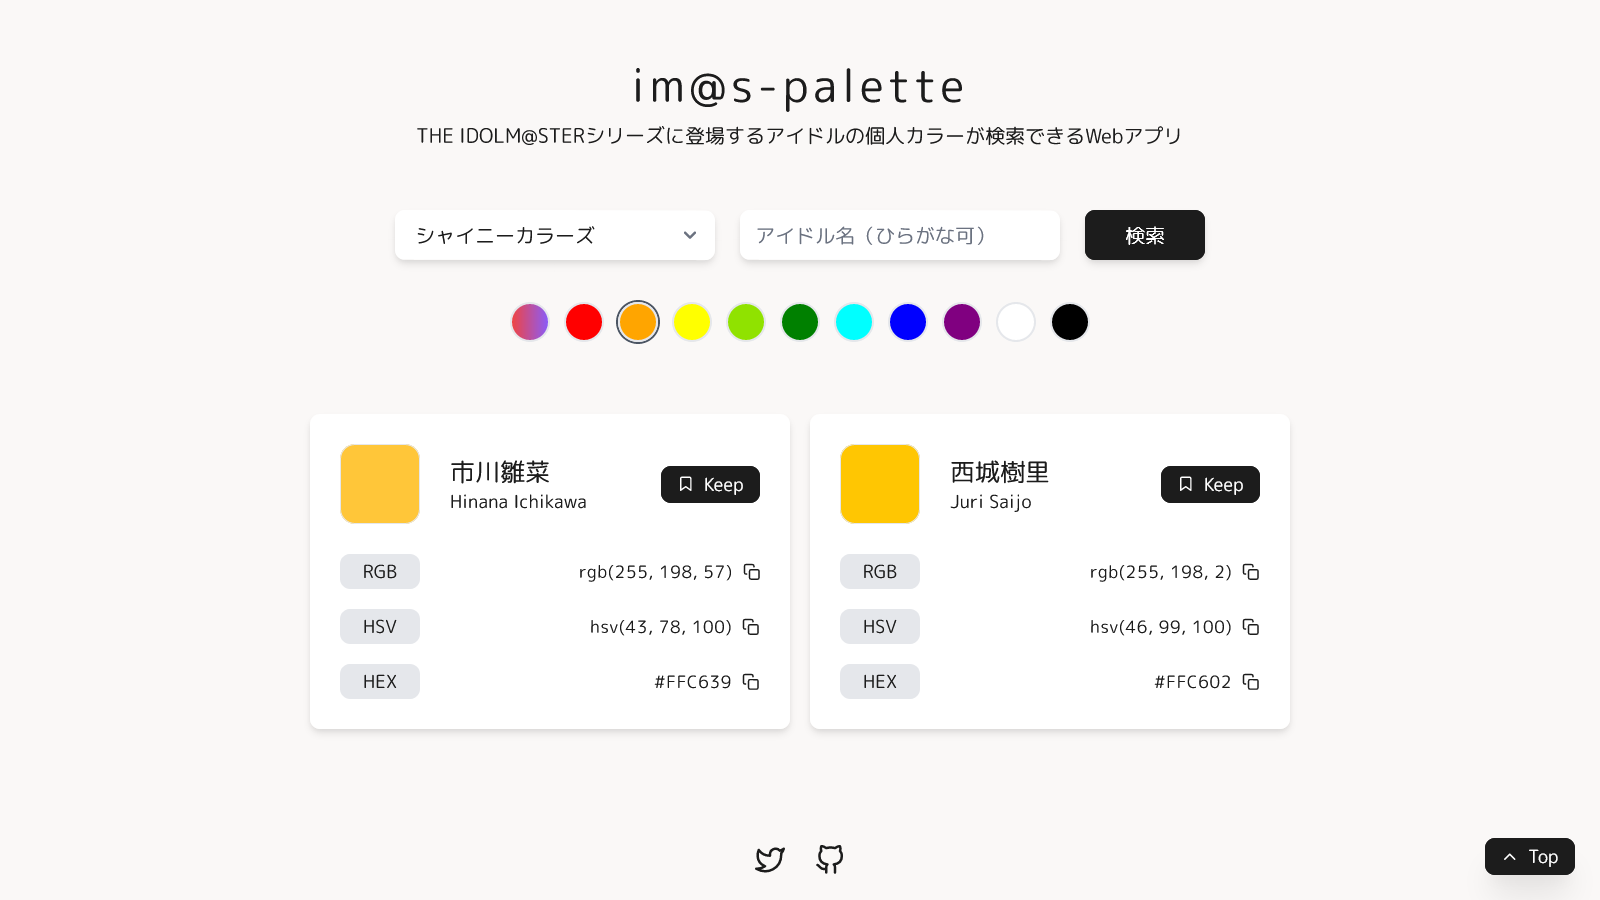 im@s-palette
THE IDOLM@STERシリーズに登場するアイドルの個人カラーが検索できるWebアプリ
シャイニーカラーズ
アイドル名（ひらがな可）
検索
市川雛菜
Hinana Ichikawa
Keep
RGB
rgb(255, 198, 57)
HSV
hsv(43, 78, 100)
HEX
#FFC639
西城樹里
Juri Saijo
Keep
RGB
rgb(255, 198, 2)
HSV
hsv(46, 99, 100)
HEX
#FFC602
Top